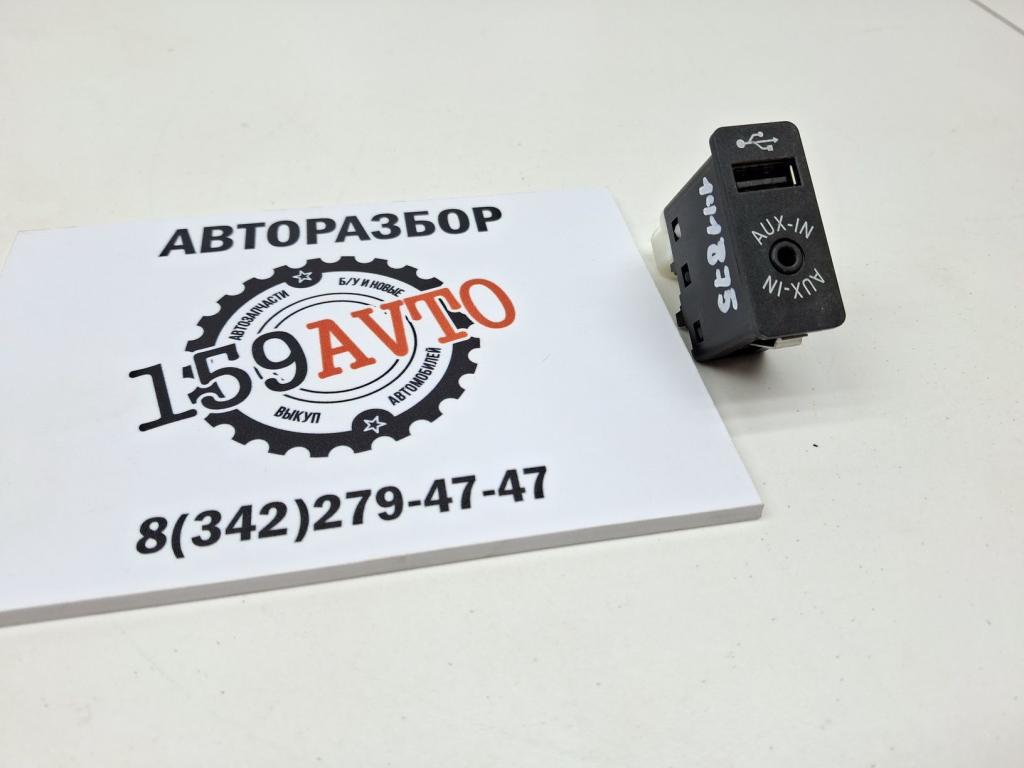 АВТОРАЗБОР
АВТОЗАПЧАСТИ
Б/У И НОВЫЕ
159AVTO
ВЫКУП
АВТОМОБИЛЕЙ
8(342)279-47-47
AUX-IN
AUX-IN